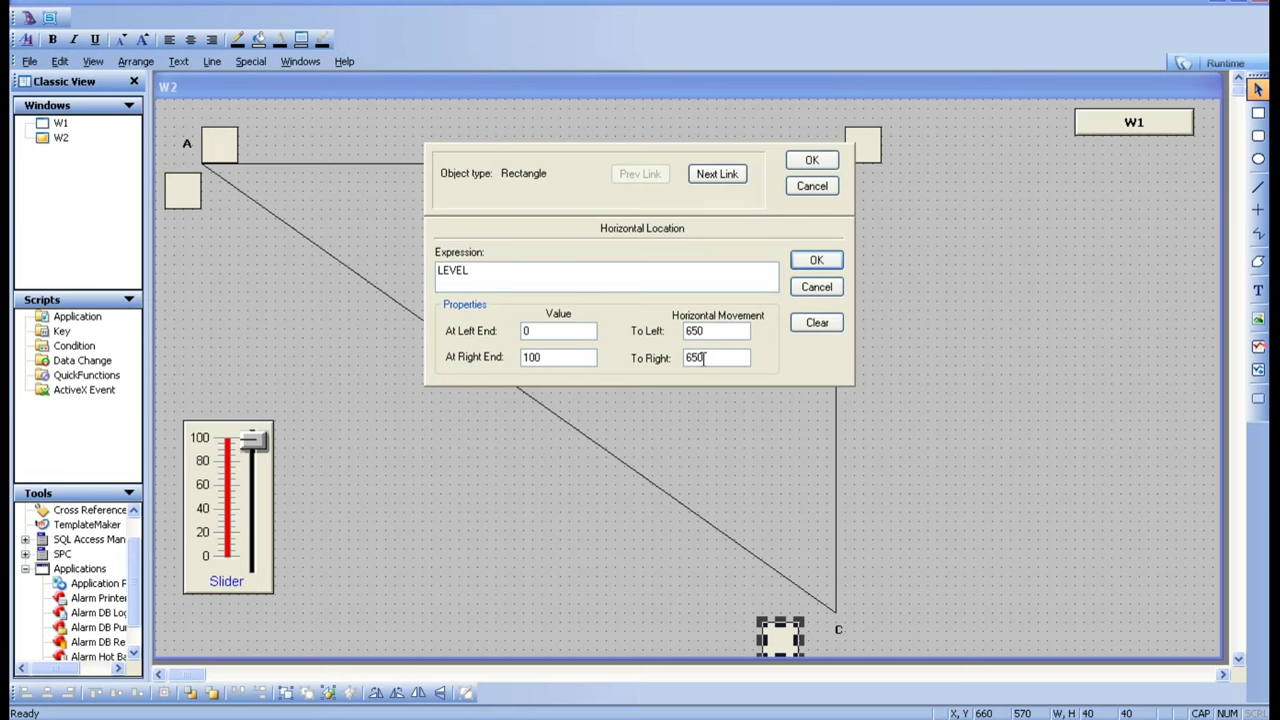 B I U
File Edit View Arrange Text Line Special Windows Help
Runtime
Classic View
Windows
W1
W2
Scripts
Application
Key
Condition
Data Change
QuickFunctions
ActiveX Event
Tools
Cross Reference
TemplateMaker
SQL Access Man
SPC
Applications
Application F
Alarm Printer
Alarm DB Log
Alarm DB Pu
Alarm DB Re
Alarm Hot Ba
W2
A
W1
Object type: Rectangle
Prev Link
Next Link
OK
Cancel
Horizontal Location
Expression:
LEVEL
OK
Cancel
Clear
Properties
Value
Horizontal Movement
At Left End: 0 To Left: 650
At Right End: 100 To Right: 650
100
80
60
40
20
0
Slider
C
Ready
X, Y 660 570 W, H 40 40 CAP NUM SCRL